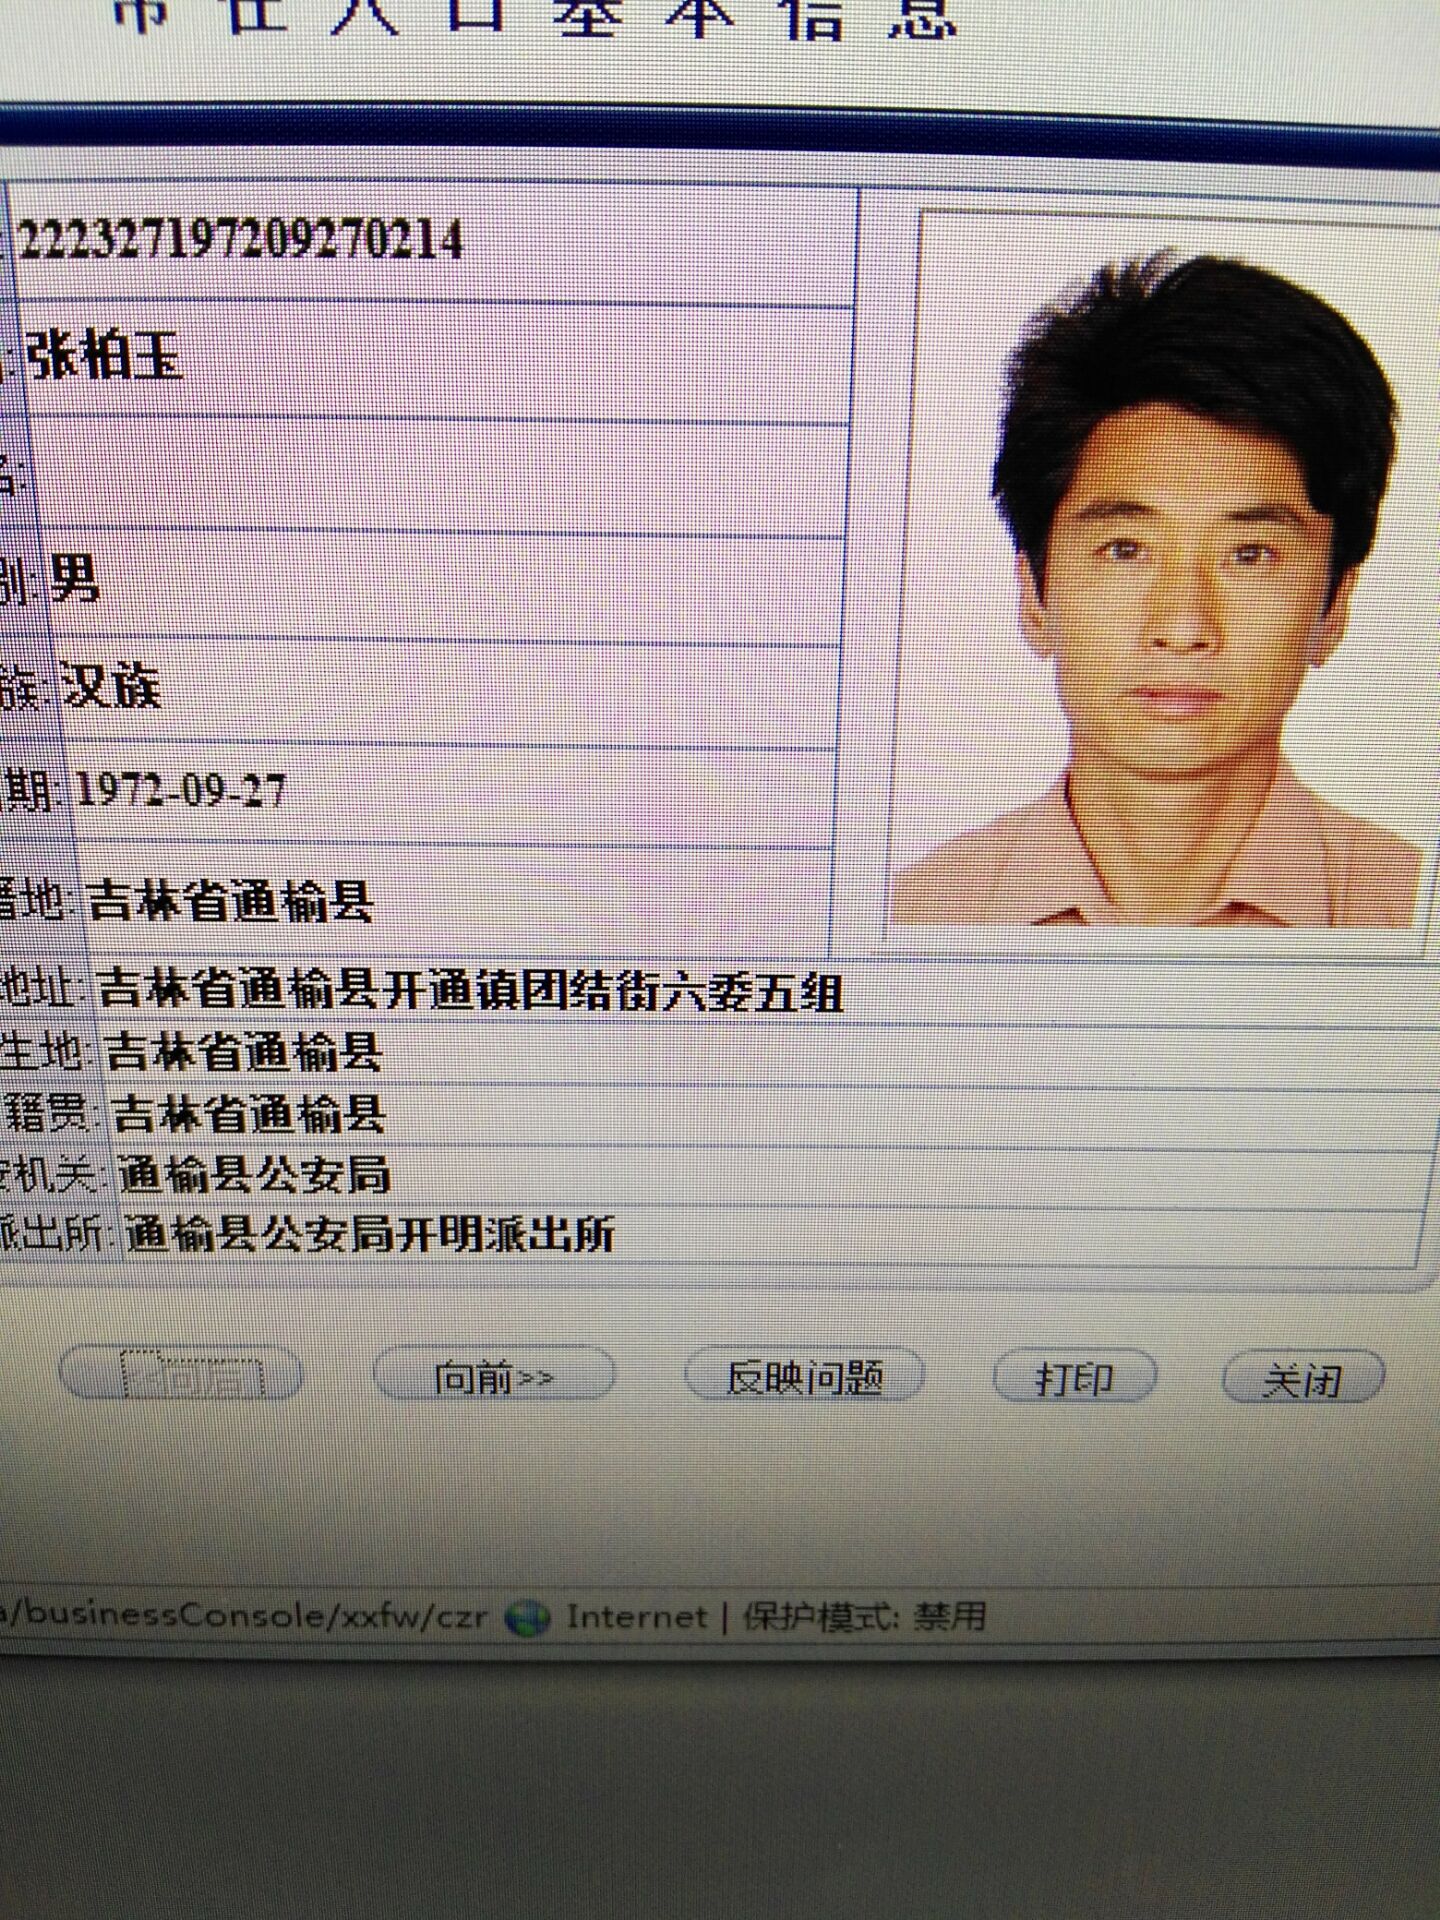 常住人口基本信息
222327197209270214
张柏玉
名:
别: 男
族: 汉族
期: 1972-09-27
籍地: 吉林省通榆县
地址: 吉林省通榆县开通镇团结街六委五组
生地: 吉林省通榆县
籍贯: 吉林省通榆县
机关: 通榆县公安局
派出所: 通榆县公安局开明派出所
向前>> 反映问题 打印 关闭
/businessConsole/xxfw/czr Internet | 保护模式: 禁用